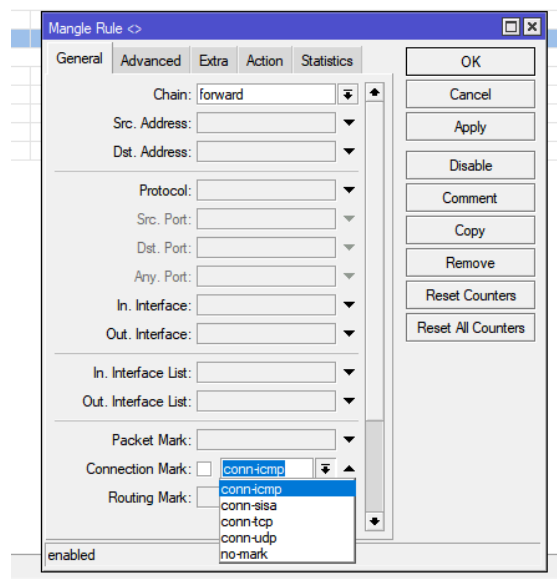 Mangle Rule <>
General Advanced Extra Action Statistics
Chain: forward
Src. Address:
Dst. Address:
Protocol:
Src. Port:
Dst. Port:
Any. Port:
In. Interface:
Out. Interface:
In. Interface List:
Out. Interface List:
Packet Mark:
Connection Mark: conn-icmp
Routing Mark:
conn-icmp
conn-sisa
conn-tcp
conn-udp
no-mark
enabled
OK
Cancel
Apply
Disable
Comment
Copy
Remove
Reset Counters
Reset All Counters